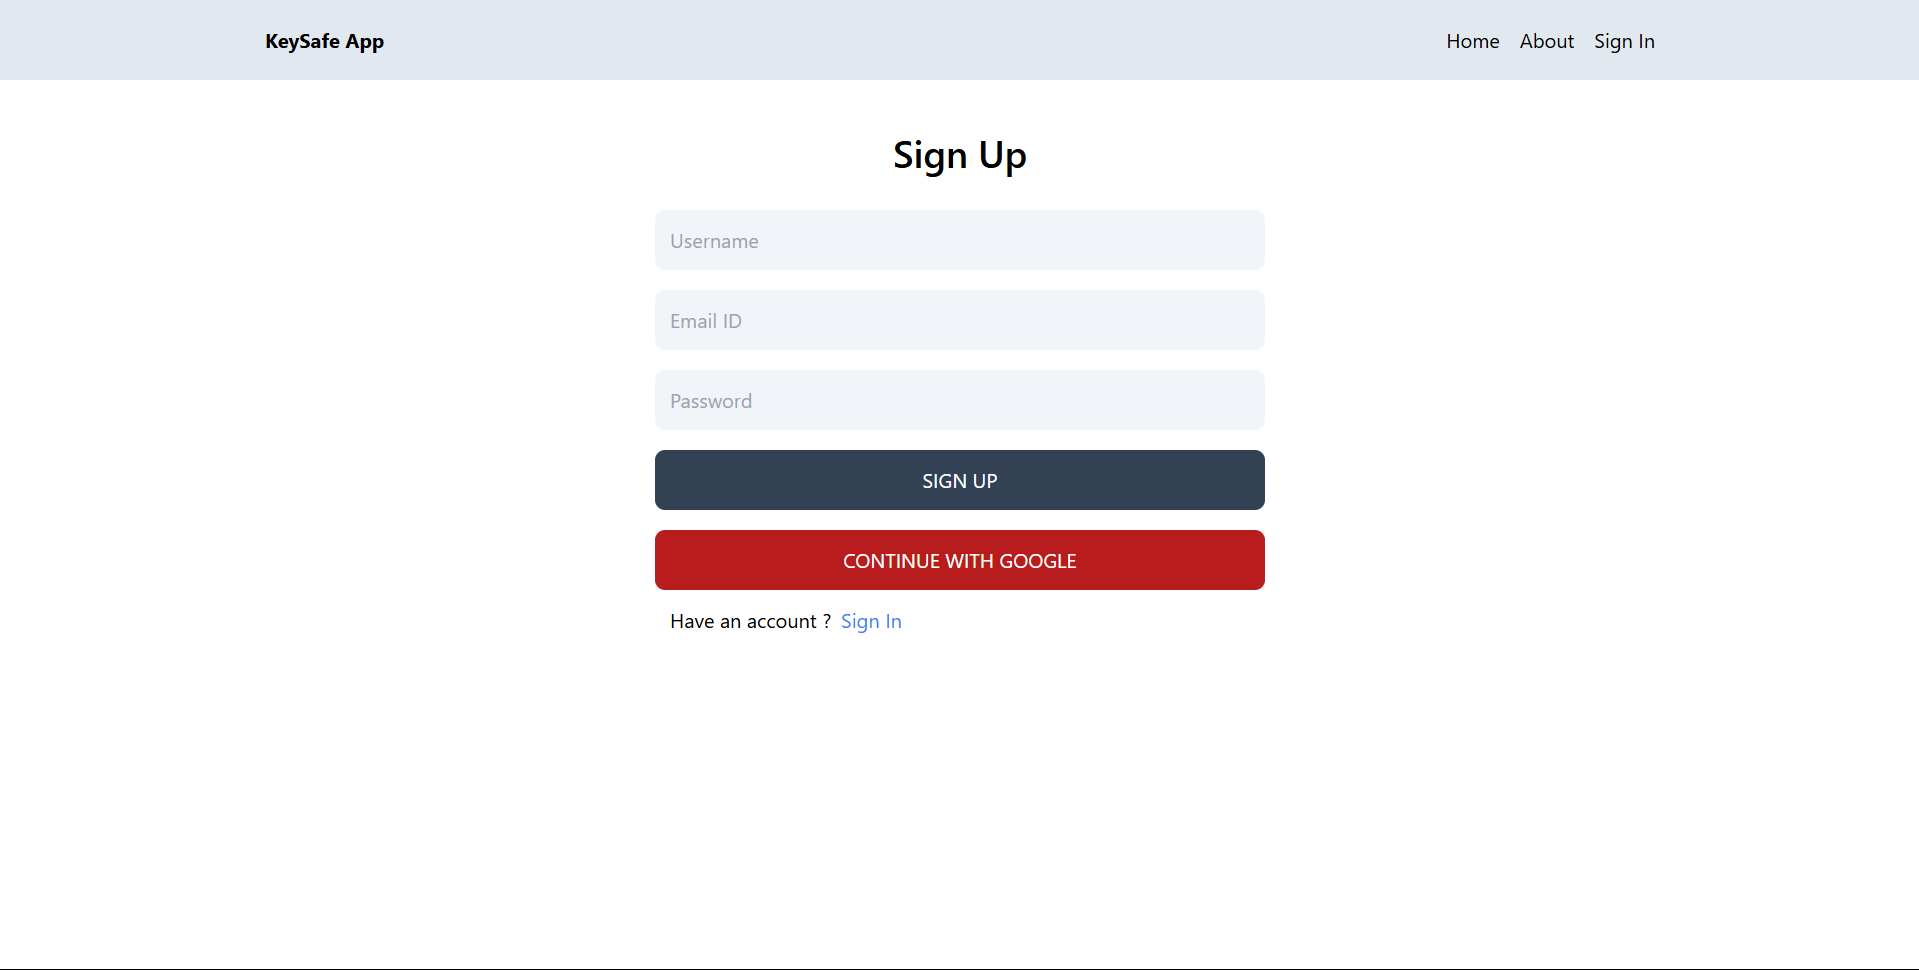 KeySafe App Home About Sign In
Sign Up
Username
Email ID
Password
SIGN UP
CONTINUE WITH GOOGLE
Have an account ? Sign In